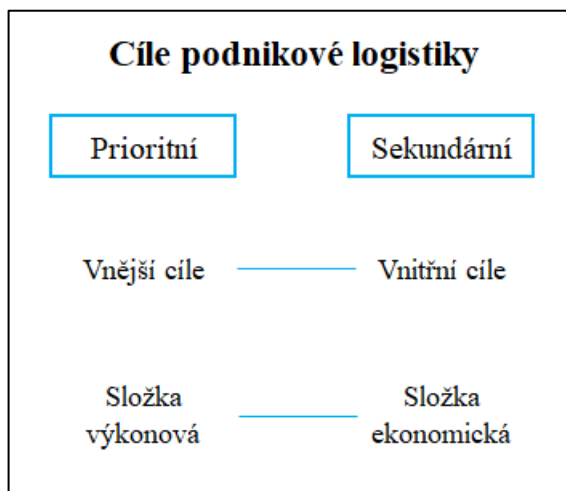 Cíle podnikové logistiky
Prioritní
Sekundární
Vnější cíle
Vnitřní cíle
Složka
výkonová
Složka
ekonomická